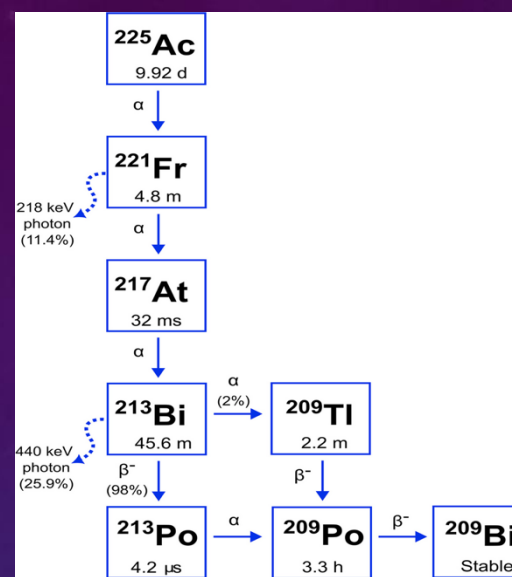 ²²⁵Ac
9.92 d
α
²²¹Fr
4.8 m
218 keV
photon
(11.4%)
α
²¹⁷At
32 ms
α
²¹³Bi
45.6 m
α
(2%)
²⁰⁹Tl
2.2 m
440 keV
photon
(25.9%)
β⁻
(98%)
β⁻
²¹³Po
4.2 µs
α
²⁰⁹Po
3.3 h
β⁻
²⁰⁹Bi
Stable